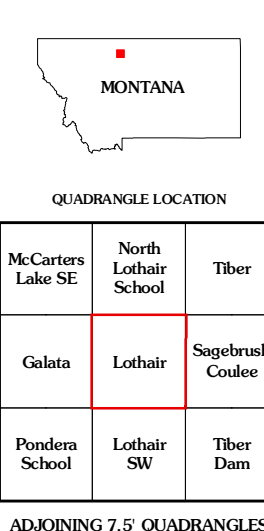 MONTANA
QUADRANGLE LOCATION
McCarters
Lake SE
North
Lothair
School
Tiber
Galata
Lothair
Sagebrush
Coulee
Pondera
School
Lothair
SW
Tiber
Dam
ADJOINING 7.5' QUADRANGLES